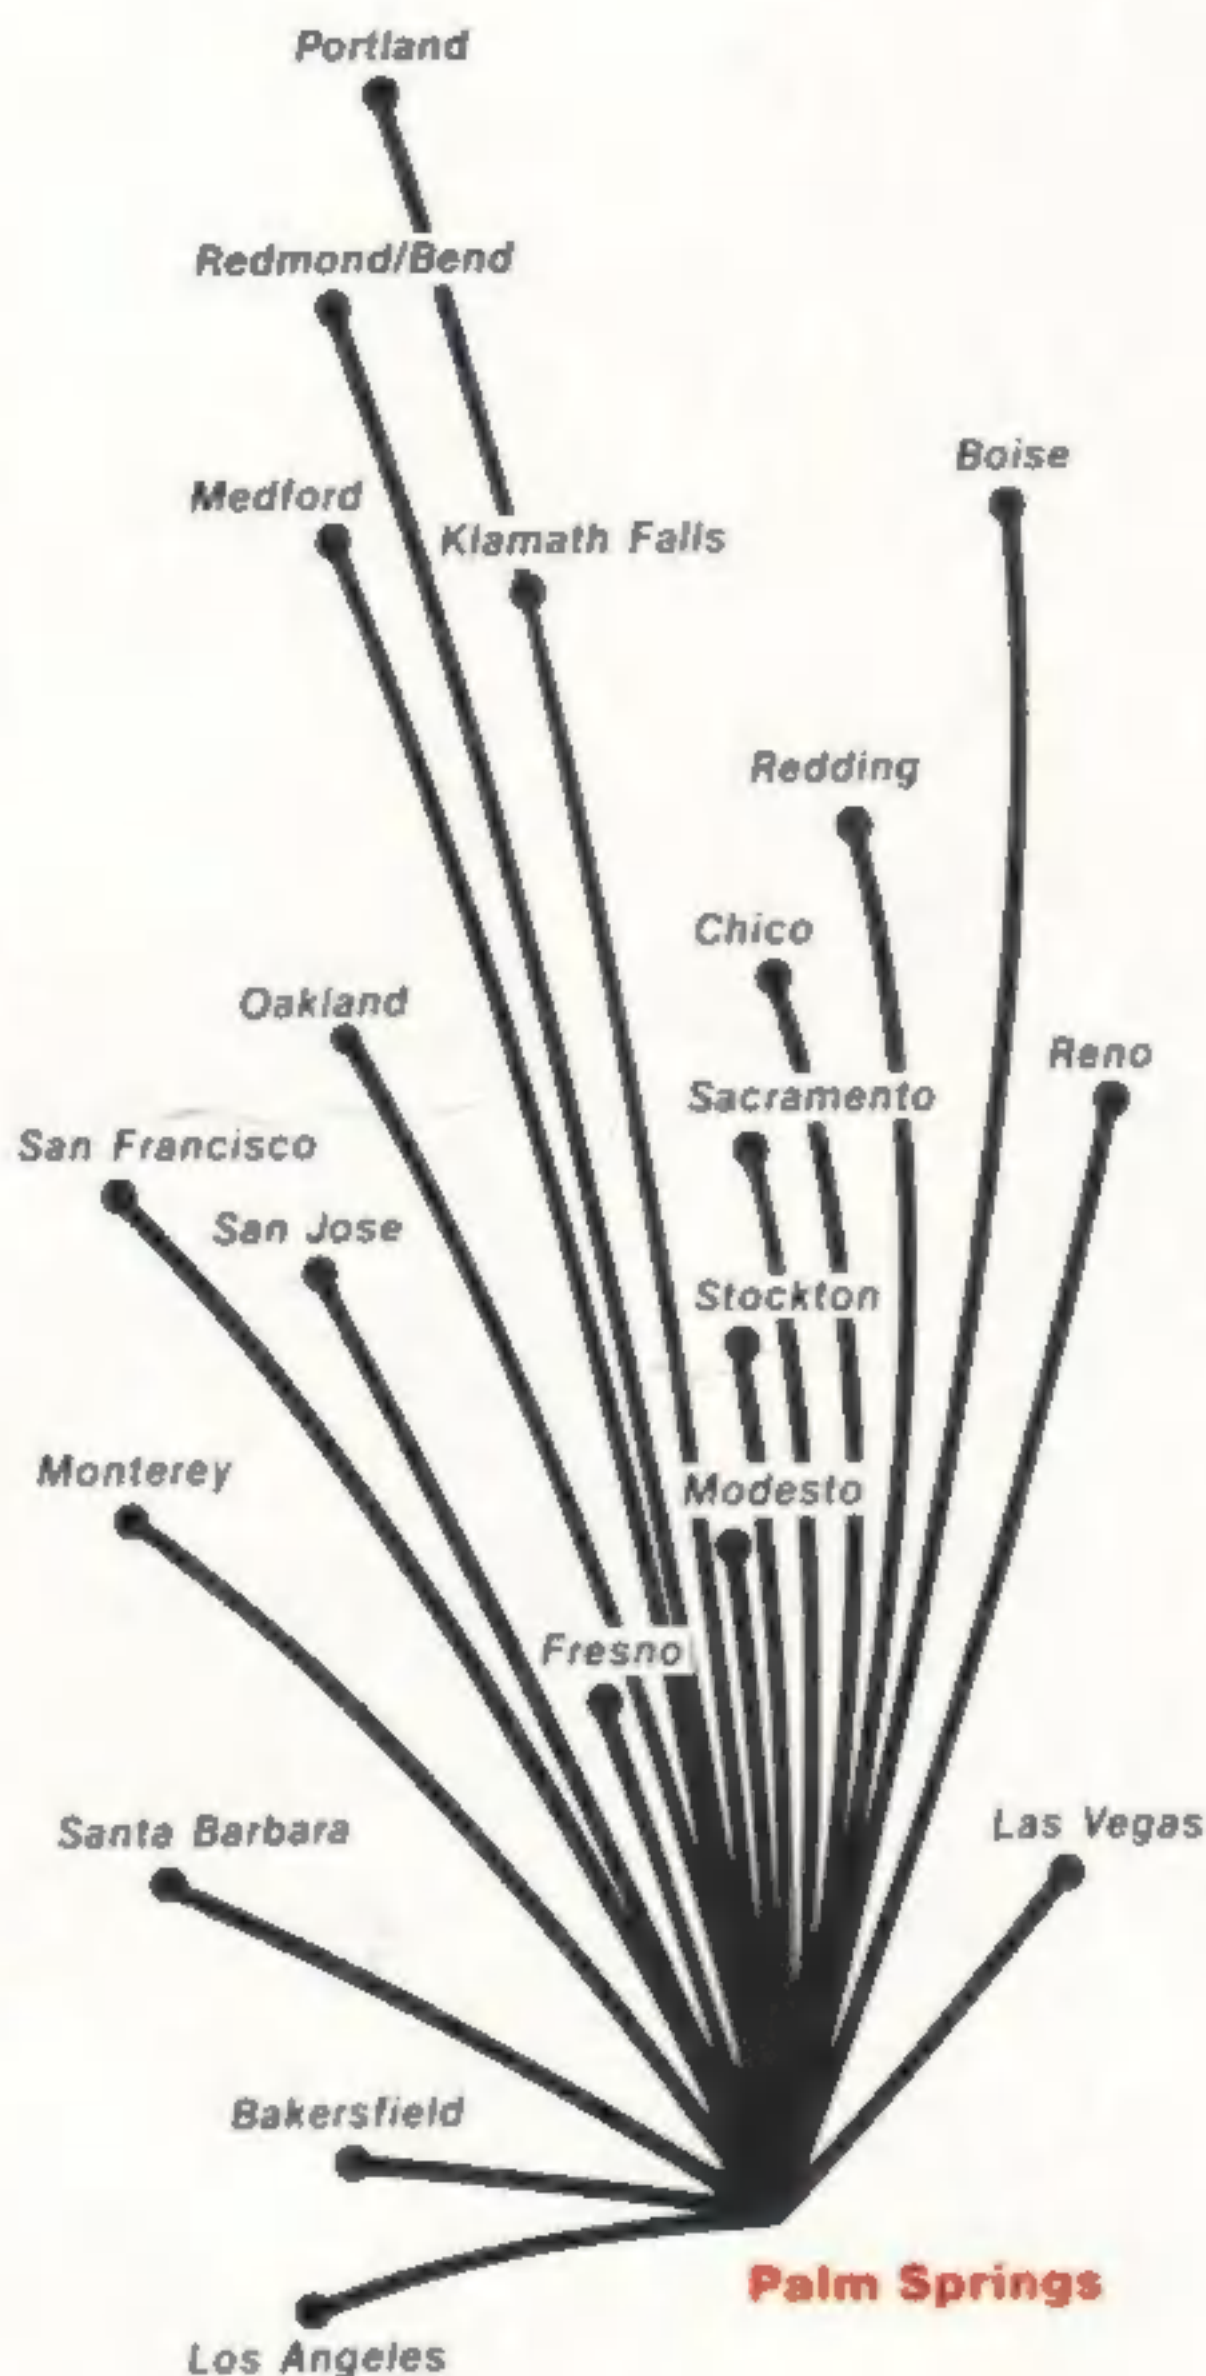 Portland
Redmond/Bend
Boise
Medford
Klamath Falls
Redding
Chico
Oakland
Reno
Sacramento
San Francisco
San Jose
Stockton
Monterey
Modesto
Fresno
Las Vegas
Santa Barbara
Bakersfield
Palm Springs
Los Angeles